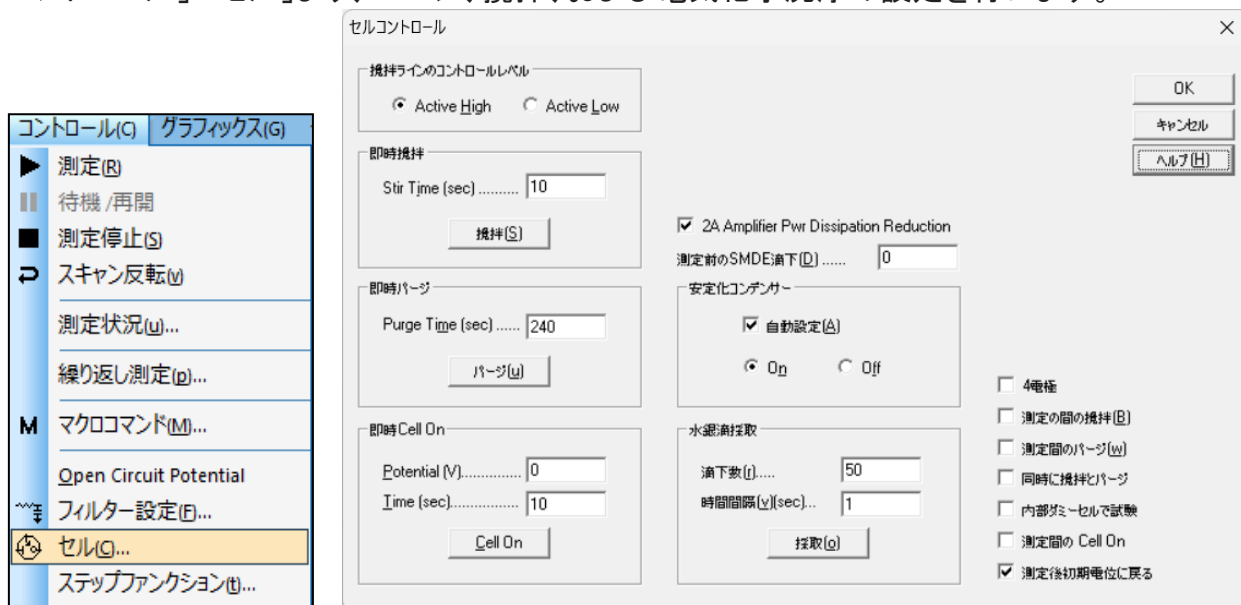 セルコントロール
コントロール(C) グラフィックス(G)
測定(R)
待機 /再開
測定停止(S)
スキャン反転(v)
測定状況(u)...
繰り返し測定(p)...
M マクロコマンド(M)...
Open Circuit Potential
フィルター設定(F)...
セル(C)...
ステップファンクション(t)...
撹拌ラインのコントロールレベル
Active High Active Low
即時撹拌
Stir Time (sec) .......... 10
撹拌(S)
即時パージ
Purge Time (sec) ...... 240
パージ(u)
即時Cell On
Potential (V)............... 0
Time (sec)................. 10
Cell On
2A Amplifier Pwr Dissipation Reduction
測定前のSMDE滴下(D) ...... 0
安定化コンデンサー
自動設定(A)
On Off
水銀滴採取
滴下数(r)..... 50
時間間隔(y)(sec)... 1
採取(o)
OK
キャンセル
ヘルプ(H)
4電極
測定の間の撹拌(B)
測定間のパージ(w)
同時に撹拌とパージ
内部ダミーセルで試験
測定間の Cell On
測定後初期電位に戻る